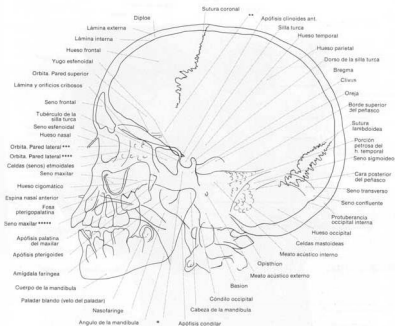 Sutura coronal
Diploe
**
Apófisis clinoides ant.
Lámina externa
Silla turca
Lámina interna
Hueso temporal
Hueso frontal
Hueso parietal
Yugo esfenoidal
Dorso de la silla turca
Orbita. Pared superior
Bregma
Lámina y orificios cribosos
Clivus
Oreja
Seno frontal
Borde superior
del peñasco
Tubérculo de la
silla turca
Sutura
lambdoidea
Seno esfenoidal
Hueso nasal
Porción
petrosa del
h. temporal
Orbita. Pared lateral ***
Orbita. Pared lateral ****
Seno sigmoideo
Celdas (senos) etmoidales
Seno maxilar
Cara posterior
del peñasco
Hueso cigomático
Seno transverso
Espina nasal anterior
Seno confluente
Fosa
pterigopalatina
Protuberancia
occipital interna
Seno maxilar *****
Hueso occipital
Apófisis palatina
del maxilar
Celdas mastoideas
Apófisis pterigoides
Meato acústico interno
Opisthion
Amígdala faríngea
Meato acústico externo
Cuerpo de la mandíbula
Basion
Paladar blando (velo del paladar)
Cóndilo occipital
Nasofaringe
Cabeza de la mandíbula
Angulo de la mandíbula
*
Apófisis condilar